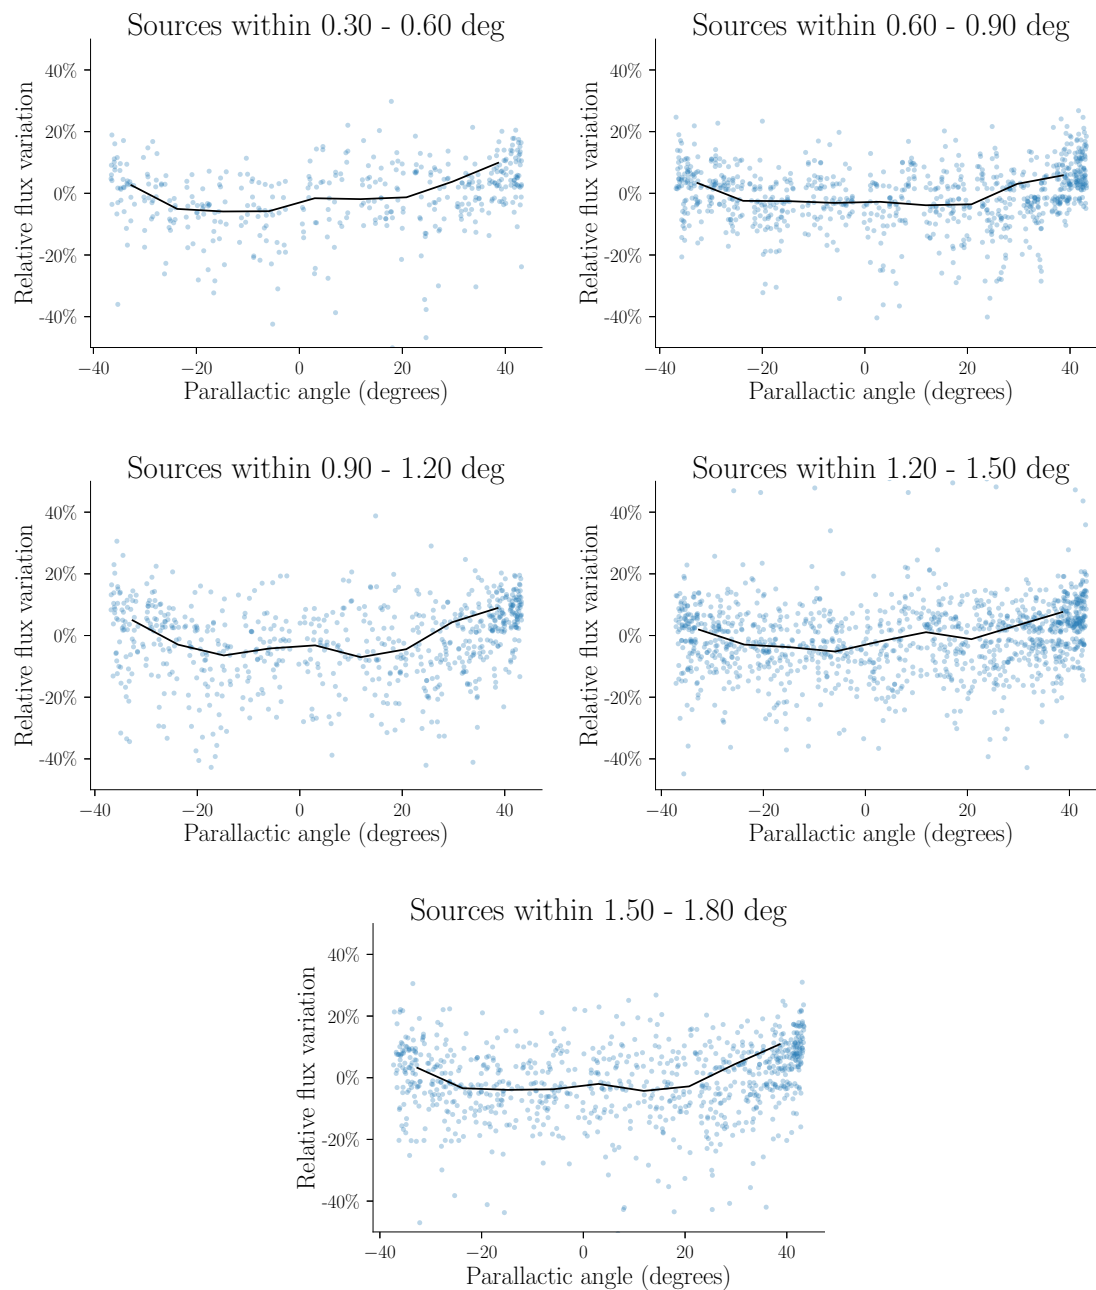 Sources within 0.30 - 0.60 deg
40%
20%
0%
-20%
-40%
Relative flux variation
−40 −20 0 20 40
Parallactic angle (degrees)
Sources within 0.60 - 0.90 deg
40%
20%
0%
-20%
-40%
Relative flux variation
−40 −20 0 20 40
Parallactic angle (degrees)
Sources within 0.90 - 1.20 deg
40%
20%
0%
-20%
-40%
Relative flux variation
−40 −20 0 20 40
Parallactic angle (degrees)
Sources within 1.20 - 1.50 deg
40%
20%
0%
-20%
-40%
Relative flux variation
−40 −20 0 20 40
Parallactic angle (degrees)
Sources within 1.50 - 1.80 deg
40%
20%
0%
-20%
-40%
Relative flux variation
−40 −20 0 20 40
Parallactic angle (degrees)